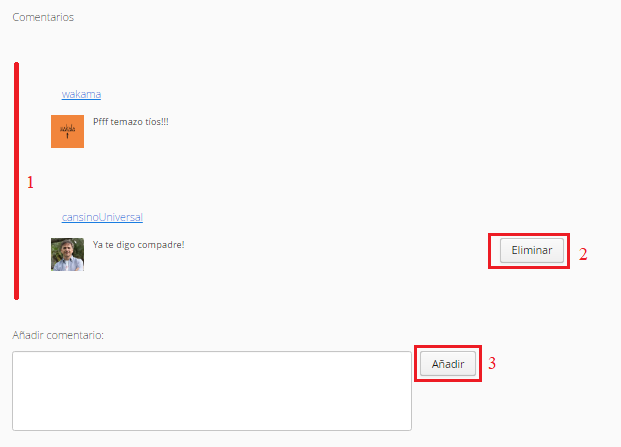 Comentarios
wakama
Pfff temazo tíos!!!
1
cansinoUniversal
Ya te digo compadre!
Eliminar 2
Añadir comentario:
Añadir 3